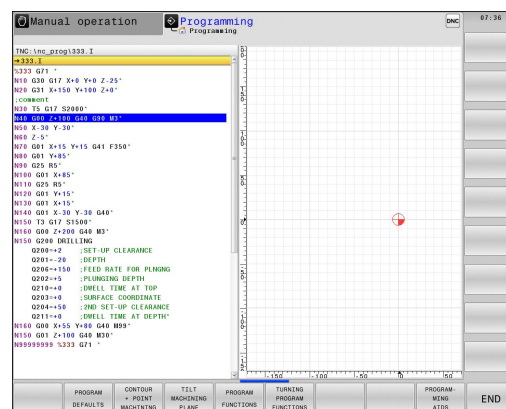 Manual operation
Programming
Programming
DNC
07:36
TNC:\nc_prog\333.I
→333.I
%333 G71 *
N10 G30 G17 X+0 Y+0 Z-25*
N20 G31 X+150 Y+100 Z+0*
;comment
N30 T5 G17 S2000*
N40 G00 Z+100 G40 G90 M3*
N50 X-30 Y-30*
N60 Z-5*
N70 G01 X+15 Y+15 G41 F350*
N80 G01 Y+85*
N90 G25 R5*
N100 G01 X+85*
N110 G25 R5*
N120 G01 Y+15*
N130 G01 X+15*
N140 G01 X-30 Y-30 G40*
N150 T3 G17 S1500*
N160 G00 Z+200 G40 M3*
N150 G200 DRILLING
Q200=+2 ;SET-UP CLEARANCE
Q201=-20 ;DEPTH
Q206=+150 ;FEED RATE FOR PLNGNG
Q202=+5 ;PLUNGING DEPTH
Q210=+0 ;DWELL TIME AT TOP
Q203=+0 ;SURFACE COORDINATE
Q204=+50 ;2ND SET-UP CLEARANCE
Q211=+0 ;DWELL TIME AT DEPTH*
N160 G00 X+55 Y+80 G40 M99*
N150 G01 Z+100 G40 M30*
N99999999 %333 G71 *
150
100
50
0
-50
-100
-150 -100 -50 0 50
PROGRAM DEFAULTS
CONTOUR + POINT MACHINING
TILT MACHINING PLANE
PROGRAM FUNCTIONS
TURNING PROGRAM FUNCTIONS
PROGRAM-MING AIDS
END